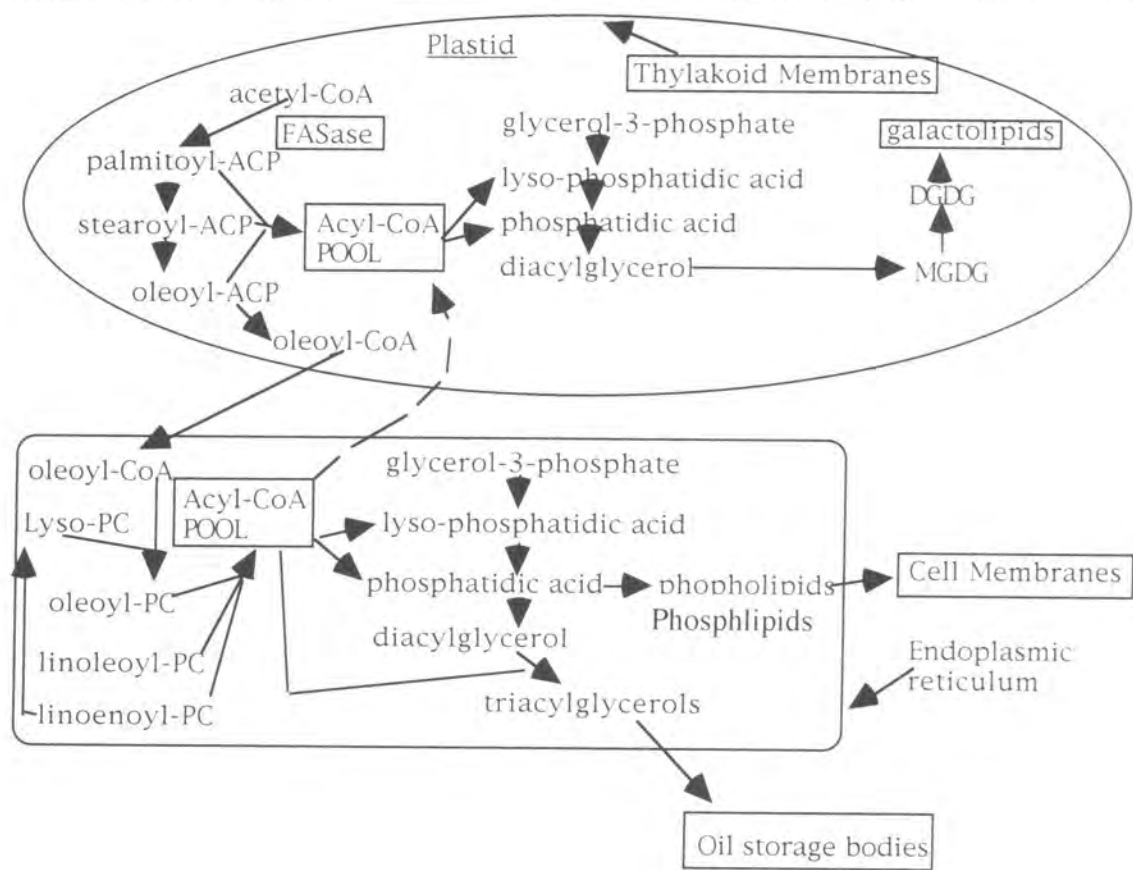 Plastid
Thylakoid Membranes
acetyl-CoA
FASase
glycerol-3-phosphate
galactolipids
palmitoyl-ACP
lyso-phosphatidic acid
DGDG
stearoyl-ACP
Acyl-CoA
POOL
phosphatidic acid
diacylglycerol
MGDG
oleoyl-ACP
oleoyl-CoA
oleoyl-CoA
glycerol-3-phosphate
Acyl-CoA
POOL
Lyso-PC
lyso-phosphatidic acid
oleoyl-PC
phosphatidic acid
phopholipids
Cell Membranes
Phosphlipids
diacylglycerol
linoleoyl-PC
Endoplasmic
reticulum
linoenoyl-PC
triacylglycerols
Oil storage bodies